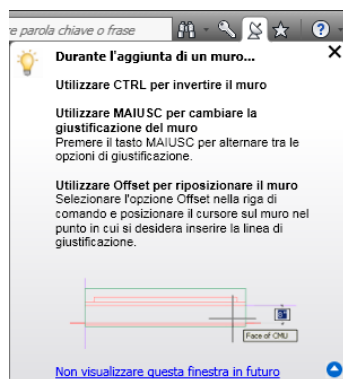 re parola chiave o frase
Durante l'aggiunta di un muro...
Utilizzare CTRL per invertire il muro
Utilizzare MAIUSC per cambiare la
giustificazione del muro
Premere il tasto MAIUSC per alternare tra le
opzioni di giustificazione.
Utilizzare Offset per riposizionare il muro
Selezionare l'opzione Offset nella riga di
comando e posizionare il cursore sul muro nel
punto in cui si desidera inserire la linea di
giustificazione.
Face of CMU
Non visualizzare questa finestra in futuro